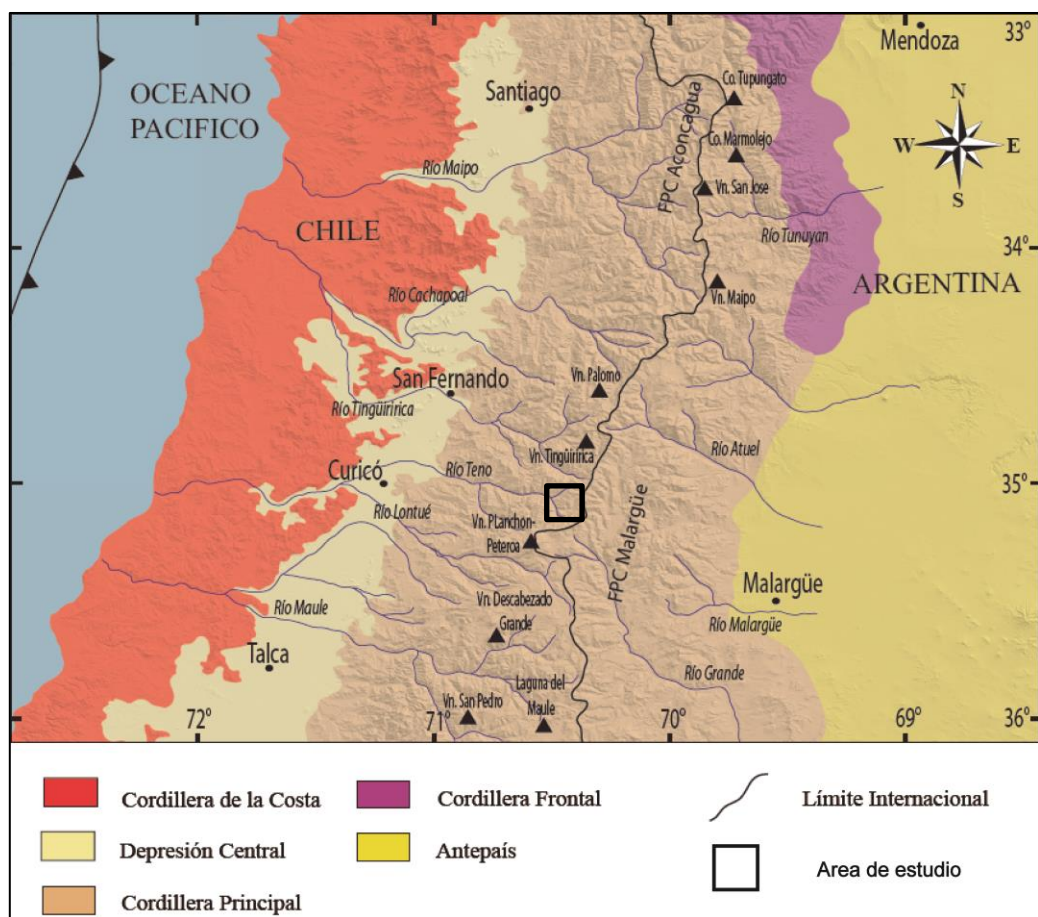 Mendoza
33°
OCEANO
PACIFICO
Santiago
Co. Tupungato
N
W
E
S
Co. Marmolejo
FPC Aconcagua
Río Maipo
Vn. San Jose
CHILE
Río Tunuyan
34°
ARGENTINA
Río Cachapoal
Vn. Maipo
San Fernando
Vn. Palomo
Río Tingüiririca
Río Atuel
Vn. Tingüiririca
Curicó
Río Teno
35°
Río Lontué
Vn. PLanchon-
Peteroa
FPC Malargüe
Malargüe
Río Maule
Vn. Descabezado
Grande
Río Malargüe
Talca
Río Grande
Vn. San Pedro
Laguna del
Maule
72°
71°
70°
69°
36°
Cordillera de la Costa
Cordillera Frontal
Límite Internacional
Depresión Central
Antepaís
Area de estudio
Cordillera Principal